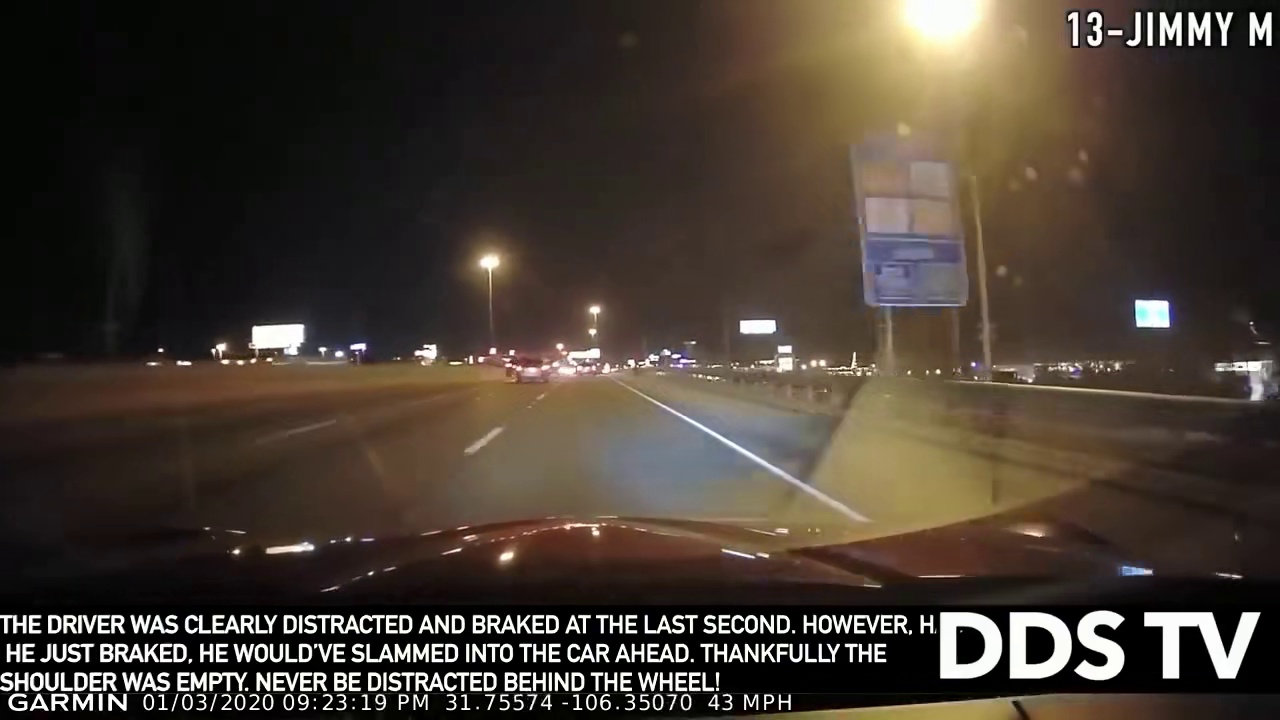 13-JIMMY M
THE DRIVER WAS CLEARLY DISTRACTED AND BRAKED AT THE LAST SECOND. HOWEVER,
HE JUST BRAKED, HE WOULD'VE SLAMMED INTO THE CAR AHEAD. THANKFULLY THE
SHOULDER WAS EMPTY. NEVER BE DISTRACTED BEHIND THE WHEEL!
DDS TV
GARMIN 01/03/2020 09:23:19 PM 31.75574 -106.35070 43 MPH